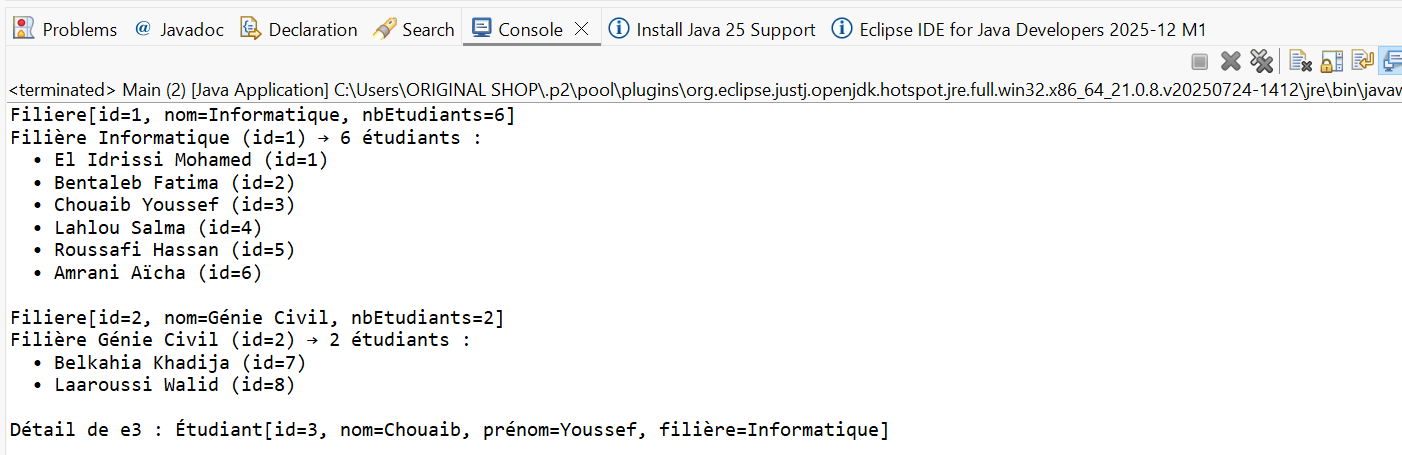 Problems @ Javadoc Declaration Search Console Install Java 25 Support Eclipse IDE for Java Developers 2025-12 M1
<terminated> Main (2) [Java Application] C:\Users\ORIGINAL SHOP\.p2\pool\plugins\org.eclipse.justj.openjdk.hotspot.jre.full.win32.x86_64_21.0.8.v20250724-1412\jre\bin\javaw
Filiere[id=1, nom=Informatique, nbEtudiants=6]
Filière Informatique (id=1) → 6 étudiants :
• El Idrissi Mohamed (id=1)
• Bentaleb Fatima (id=2)
• Chouaib Youssef (id=3)
• Lahlou Salma (id=4)
• Roussafi Hassan (id=5)
• Amrani Aïcha (id=6)
Filiere[id=2, nom=Génie Civil, nbEtudiants=2]
Filière Génie Civil (id=2) → 2 étudiants :
• Belkahia Khadija (id=7)
• Laaroussi Walid (id=8)
Détail de e3 : Étudiant[id=3, nom=Chouaib, prénom=Youssef, filière=Informatique]